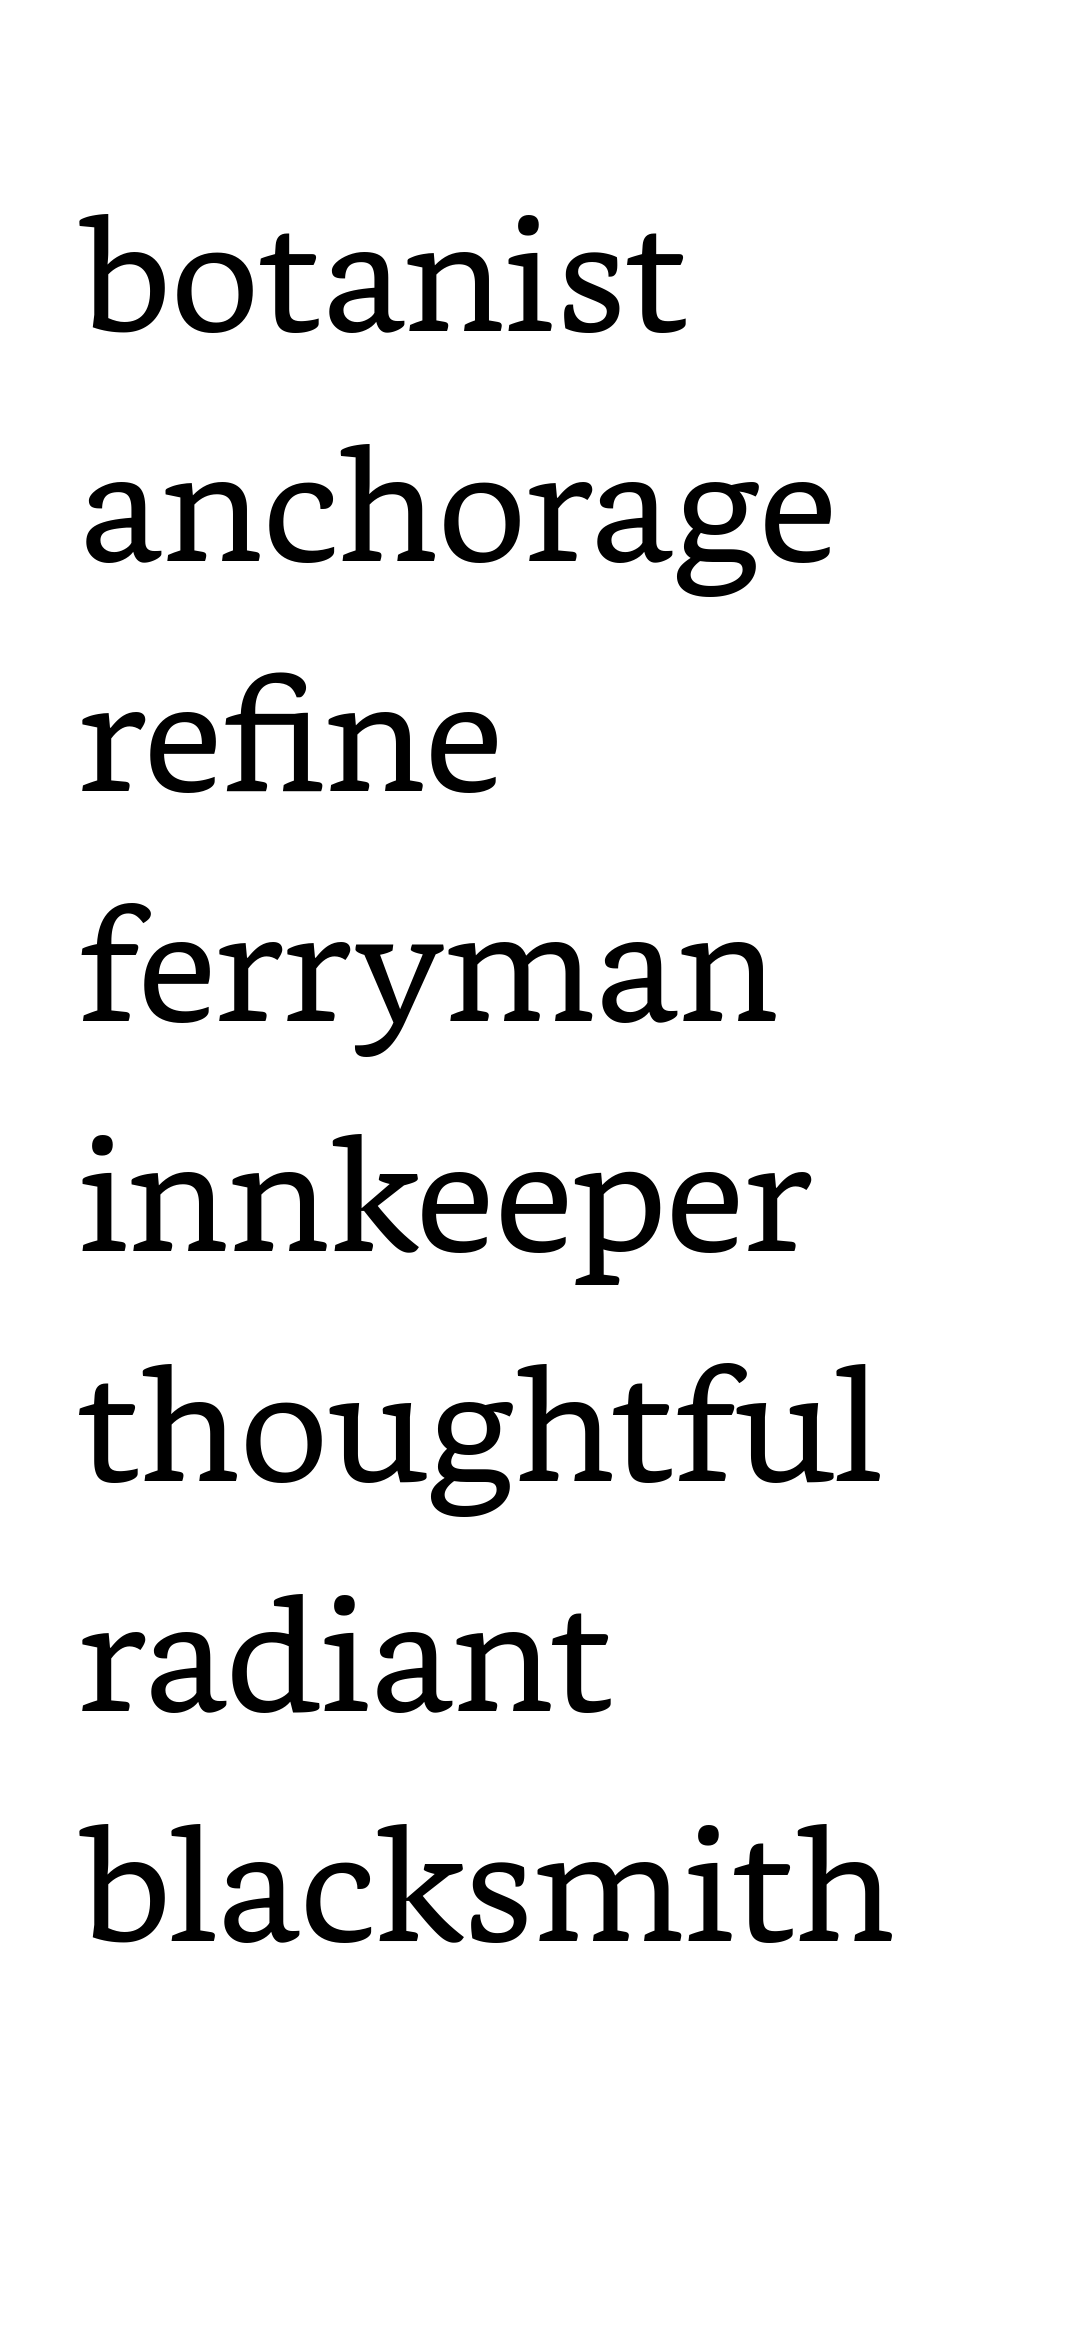 botanist
anchorage
refine
ferryman
innkeeper
thoughtful
radiant
blacksmith